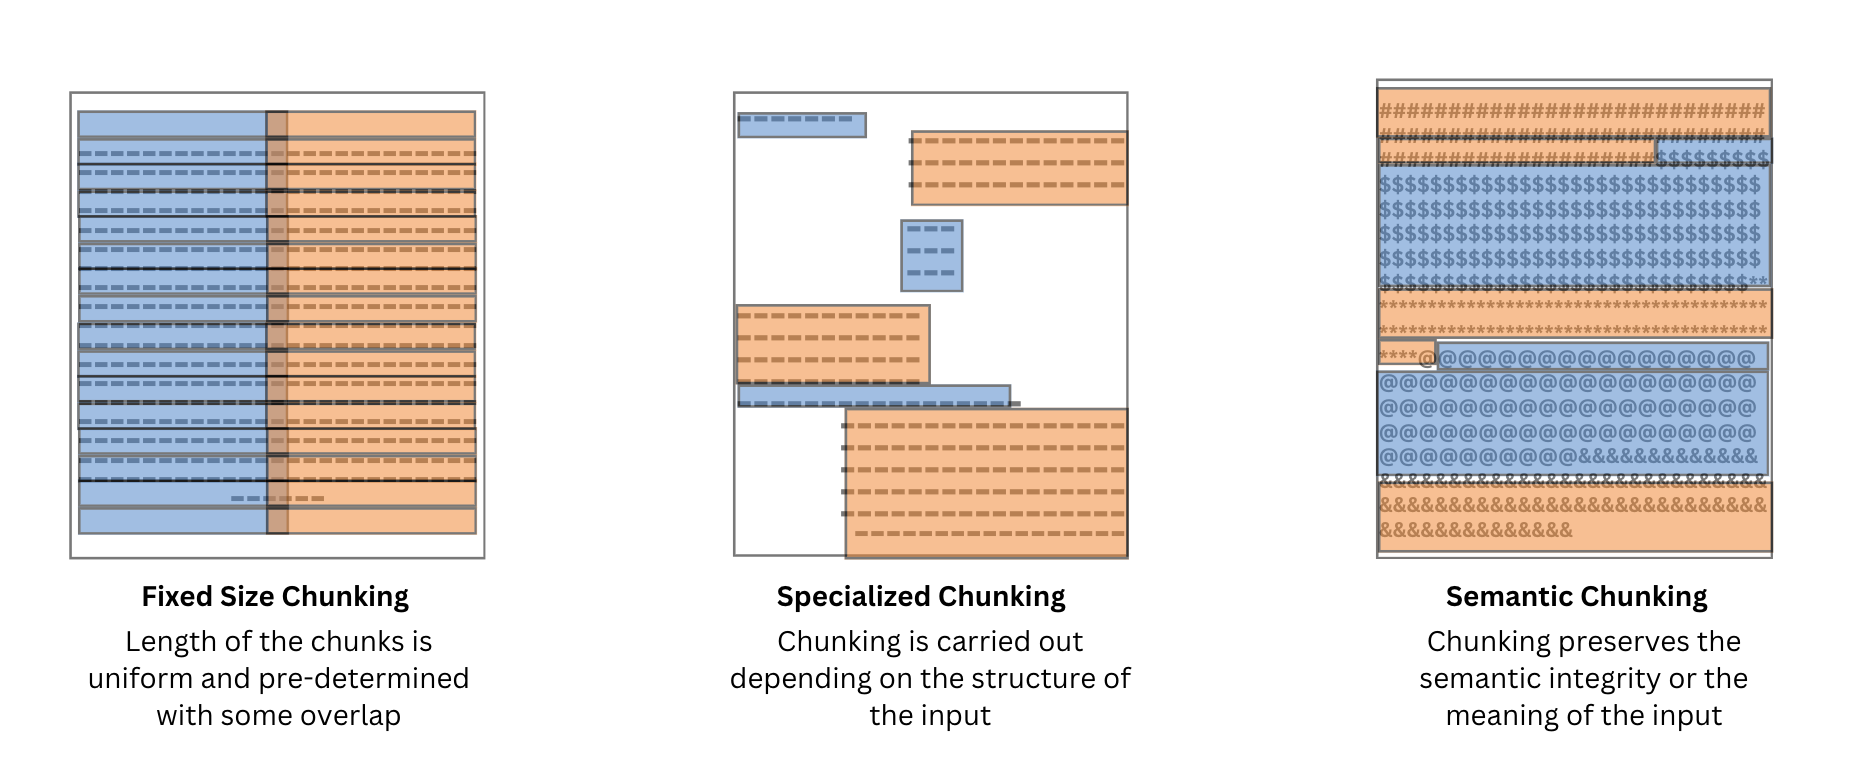 Fixed Size Chunking
Length of the chunks is
uniform and pre-determined
with some overlap
Specialized Chunking
Chunking is carried out
depending on the structure of
the input
Semantic Chunking
Chunking preserves the
semantic integrity or the
meaning of the input